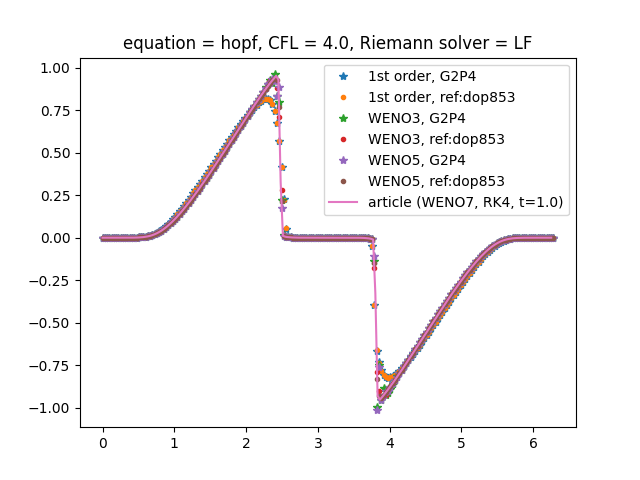 equation = hopf, CFL = 4.0, Riemann solver = LF
1st order, G2P4
1st order, ref:dop853
WENO3, G2P4
WENO3, ref:dop853
WENO5, G2P4
WENO5, ref:dop853
article (WENO7, RK4, t=1.0)
1.00
0.75
0.50
0.25
0.00
−0.25
−0.50
−0.75
−1.00
0 1 2 3 4 5 6